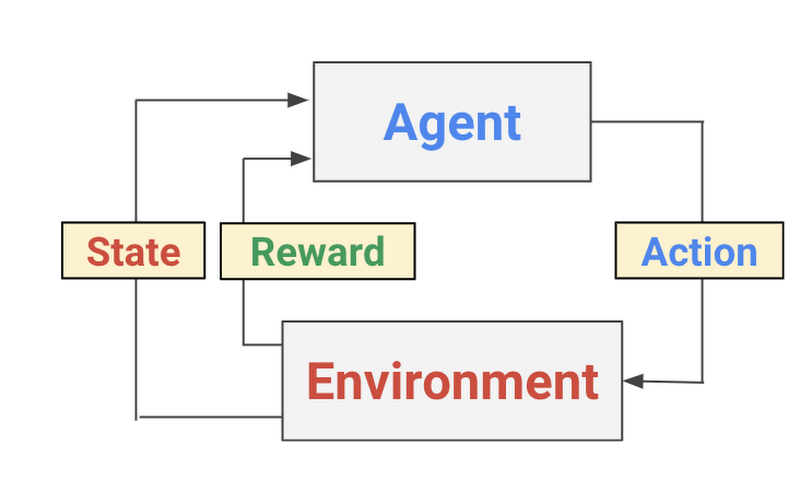 Agent
State
Reward
Action
Environment